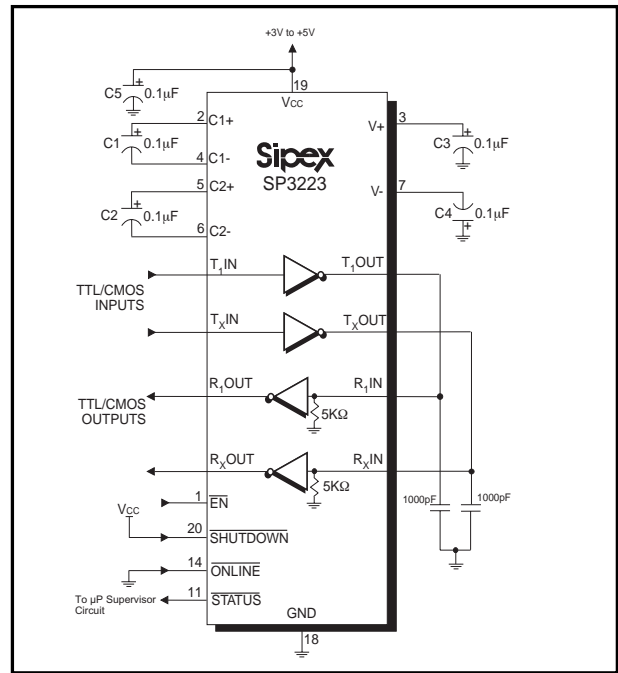 +3V to +5V
C5
+
0.1µF
19
VCC
2
C1+
C1
+
0.1µF
4
C1-
5
C2+
C2
+
0.1µF
6
C2-
Sipex
SP3223
3
V+
C3
+
0.1µF
7
V-
C4
0.1µF
+
TTL/CMOS
INPUTS
T1IN
T1OUT
TXIN
TXOUT
TTL/CMOS
OUTPUTS
R1OUT
R1IN
5KΩ
RXOUT
RXIN
5KΩ
1000pF
1000pF
1
EN
VCC
20
SHUTDOWN
14
ONLINE
To µP Supervisor
Circuit
11
STATUS
GND
18